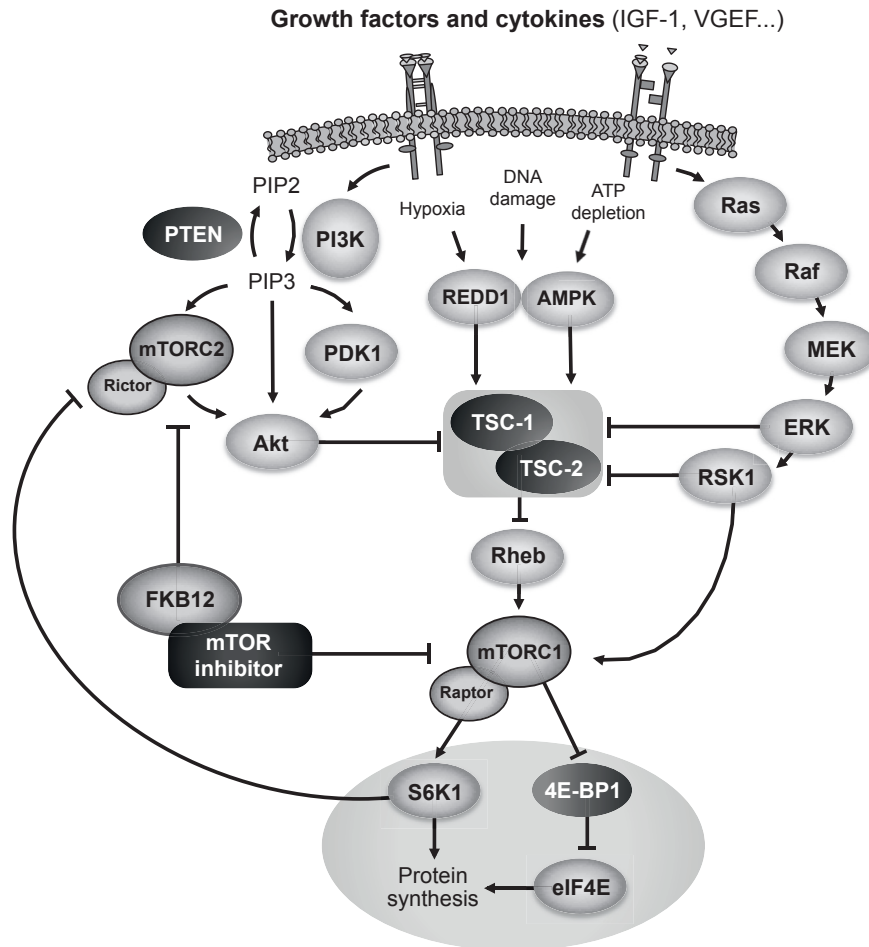 Growth factors and cytokines (IGF-1, VGEF...)
PIP2
PTEN
PI3K
PIP3
Hypoxia
DNA
damage
ATP
depletion
Ras
Raf
REDD1
AMPK
MEK
mTORC2
Rictor
PDK1
Akt
TSC-1
TSC-2
ERK
RSK1
Rheb
FKB12
mTOR
inhibitor
mTORC1
Raptor
S6K1
4E-BP1
Protein
synthesis
eIF4E